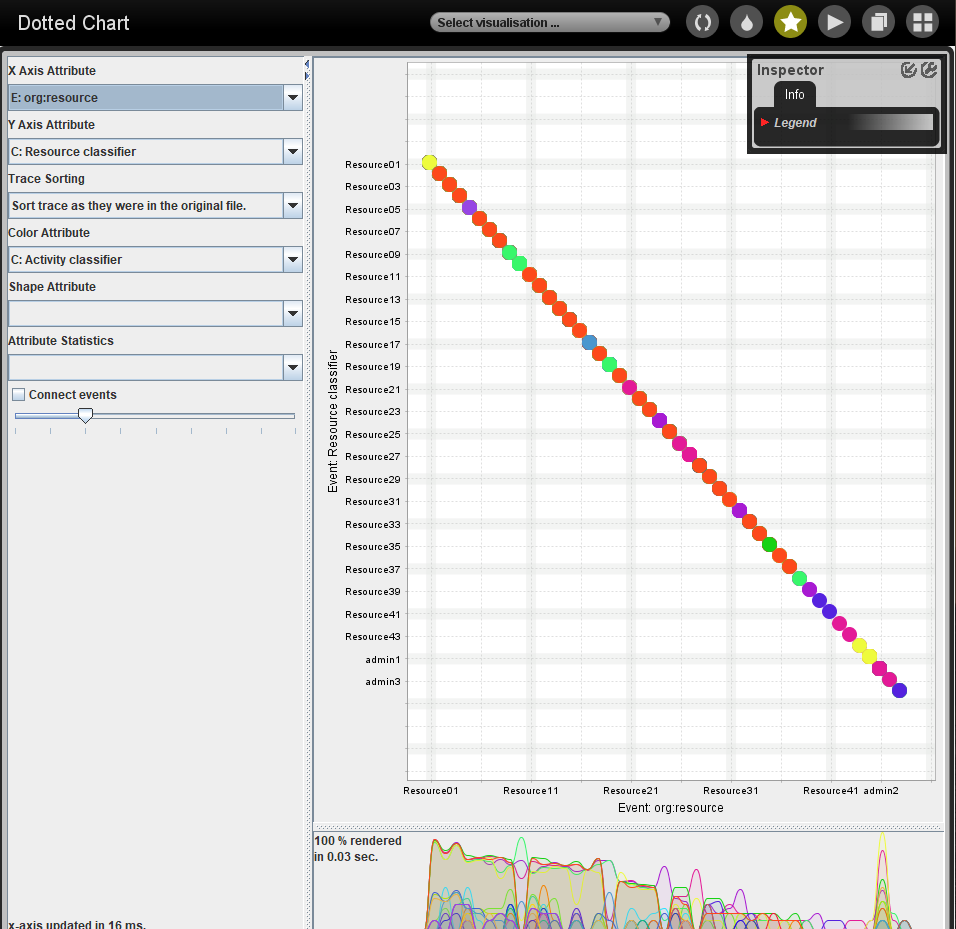 Dotted Chart
Select visualisation ...
X Axis Attribute
E: org:resource
Y Axis Attribute
C: Resource classifier
Trace Sorting
Sort trace as they were in the original file.
Color Attribute
C: Activity classifier
Shape Attribute
Attribute Statistics
Connect events
x-axis updated in 16 ms.
Inspector
Info
Legend
Event: Resource classifier
Resource01
Resource03
Resource05
Resource07
Resource09
Resource11
Resource13
Resource15
Resource17
Resource19
Resource21
Resource23
Resource25
Resource27
Resource29
Resource31
Resource33
Resource35
Resource37
Resource39
Resource41
Resource43
admin1
admin3
Resource01 Resource11 Resource21 Resource31 Resource41 admin2
Event: org:resource
100 % rendered
in 0.03 sec.